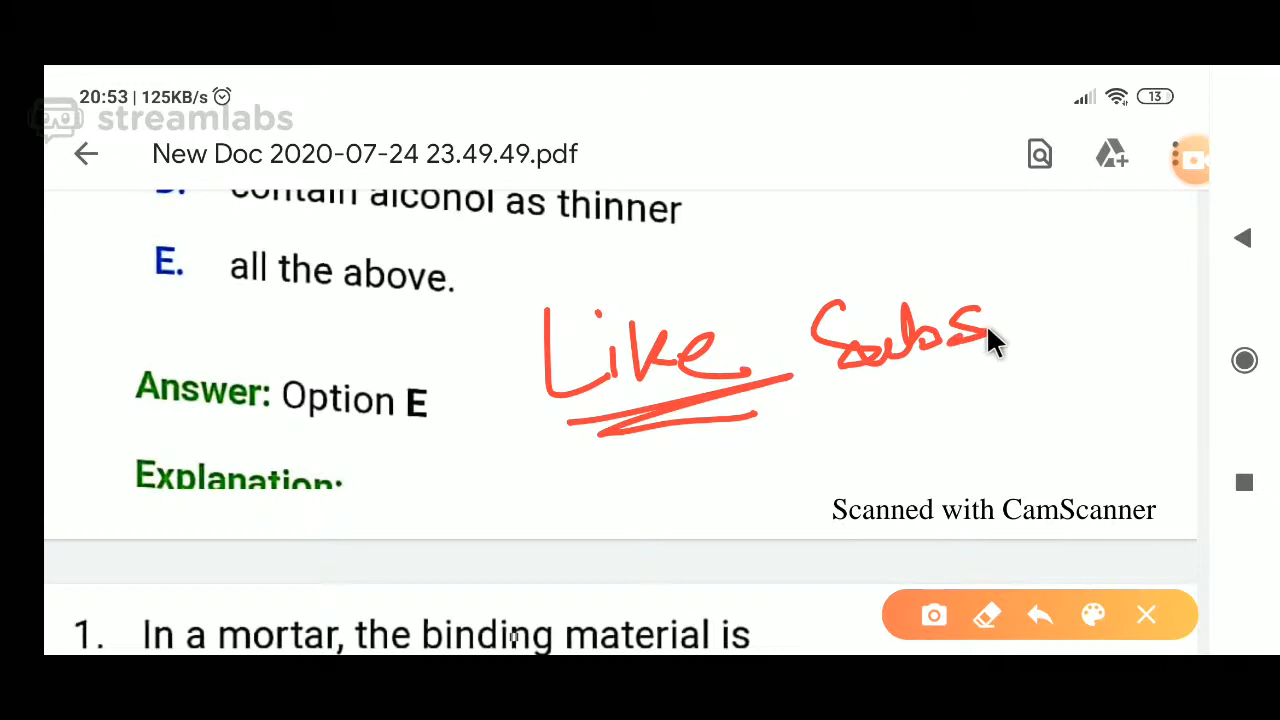 20:53 | 125KB/s
13
streamlabs
New Doc 2020-07-24 23.49.49.pdf
D. contain alcohol as thinner
E. all the above.
Like Subs
Answer: Option E
Explanation:
Scanned with CamScanner
1. In a mortar, the binding material is